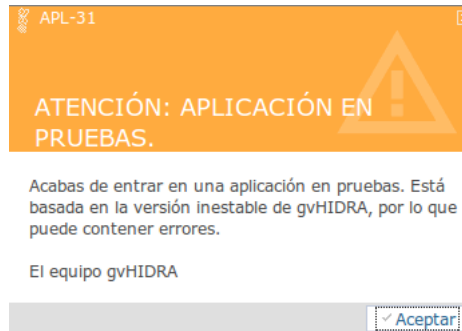 APL-31
ATENCIÓN: APLICACIÓN EN
PRUEBAS.
Acabas de entrar en una aplicación en pruebas. Está
basada en la versión inestable de gvHIDRA, por lo que
puede contener errores.
El equipo gvHIDRA
Aceptar